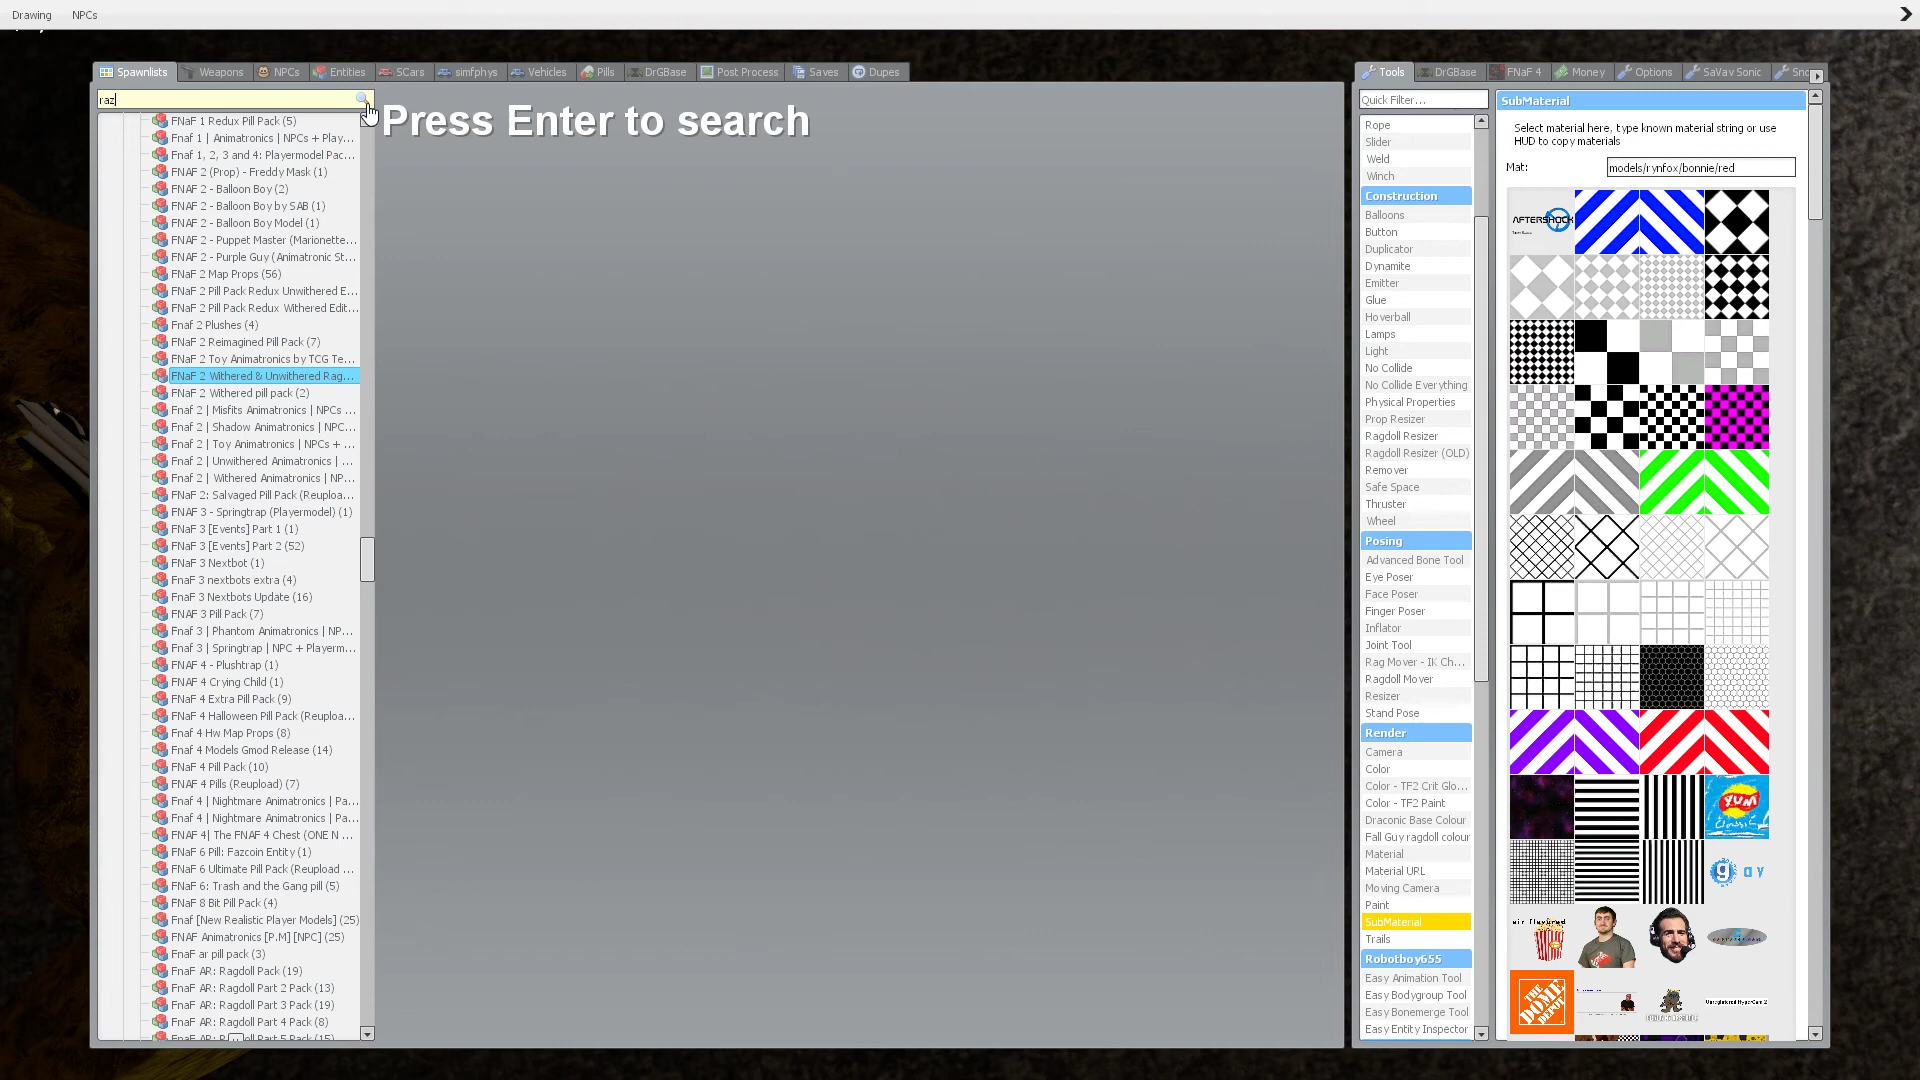 Drawing NPCs
Spawnlists Weapons NPCs Entities SCars simfphys Vehicles Pills DrGBase Post Process Saves Dupes
raz
Press Enter to search
FNaF 1 Redux Pill Pack (5)
Fnaf 1 | Animatronics | NPCs + Play...
Fnaf 1, 2, 3 and 4: Playermodel Pac...
FNAF 2 (Prop) - Freddy Mask (1)
FNAF 2 - Balloon Boy (2)
FNAF 2 - Balloon Boy by SAB (1)
FNAF 2 - Balloon Boy Model (1)
FNAF 2 - Puppet Master (Marionette...
FNAF 2 - Purple Guy (Animatronic St...
FNaF 2 Map Props (56)
FNaF 2 Pill Pack Redux Unwithered E...
FNaF 2 Pill Pack Redux Withered Edit...
Fnaf 2 Plushes (4)
FNAF 2 Reimagined Pill Pack (7)
FNAF 2 Toy Animatronics by TCG Te...
FNaF 2 Withered & Unwithered Rag...
FNAF 2 Withered pill pack (2)
Fnaf 2 | Misfits Animatronics | NPCs ...
Fnaf 2 | Shadow Animatronics | NPC...
Fnaf 2 | Toy Animatronics | NPCs + ...
Fnaf 2 | Unwithered Animatronics | ...
Fnaf 2 | Withered Animatronics | NP...
FNaF 2: Salvaged Pill Pack (Reuploa...
FNAF 3 - Springtrap (Playermodel) (1)
FNaF 3 [Events] Part 1 (1)
FNaF 3 [Events] Part 2 (52)
FNaF 3 Nextbot (1)
FnaF 3 nextbots extra (4)
FNaF 3 Nextbots Update (16)
FNAF 3 Pill Pack (7)
Fnaf 3 | Phantom Animatronics | NP...
Fnaf 3 | Springtrap | NPC + Playerm...
FNAF 4 - Plushtrap (1)
FNAF 4 Crying Child (1)
FNaF 4 Extra Pill Pack (9)
FNAF 4 Halloween Pill Pack (Reuploa...
Fnaf 4 Hw Map Props (8)
Fnaf 4 Models Gmod Release (14)
FNAF 4 Pill Pack (10)
FNAF 4 Pills (Reupload) (7)
Fnaf 4 | Nightmare Animatronics | Pa...
Fnaf 4 | Nightmare Animatronics | Pa...
FNAF 4| The FNAF 4 Chest (ONE N ...
FNAF 6 Pill: Fazcoin Entity (1)
FNaF 6 Ultimate Pill Pack (Reupload ...
FNaF 6: Trash and the Gang pill (5)
FNAF 8 Bit Pill Pack (4)
Fnaf [New Realistic Player Models] (25)
FNAF Animatronics [P.M] [NPC] (25)
FnaF ar pill pack (3)
FnaF AR: Ragdoll Pack (19)
FnaF AR: Ragdoll Part 2 Pack (13)
FnaF AR: Ragdoll Part 3 Pack (19)
FnaF AR: Ragdoll Part 4 Pack (8)
Tools DrGBase FNaF 4 Money Options SaVav Sonic
Quick Filter...
Rope
Slider
Weld
Winch
Construction
Balloons
Button
Duplicator
Dynamite
Emitter
Glue
Hoverball
Lamps
Light
No Collide
No Collide Everything
Physical Properties
Prop Resizer
Ragdoll Resizer
Ragdoll Resizer (OLD)
Remover
Safe Space
Thruster
Wheel
Posing
Advanced Bone Tool
Eye Poser
Face Poser
Finger Poser
Inflator
Joint Tool
Rag Mover - IK Ch...
Ragdoll Mover
Resizer
Stand Pose
Render
Camera
Color
Color - TF2 Crit Glo...
Color - TF2 Paint
Draconic Base Colour
Fall Guy ragdoll colour
Material
Material URL
Moving Camera
Paint
SubMaterial
Trails
Robotboy655
Easy Animation Tool
Easy Bodygroup Tool
Easy Bonemerge Tool
Easy Entity Inspector
SubMaterial
Select material here, type known material string or use
HUD to copy materials
Mat: models/rynfox/bonnie/red
AFTERSHOCK
YUM
Classic
g a y
air flavored
THE
DOME
DEPOT
Unregistered HyperCam 2